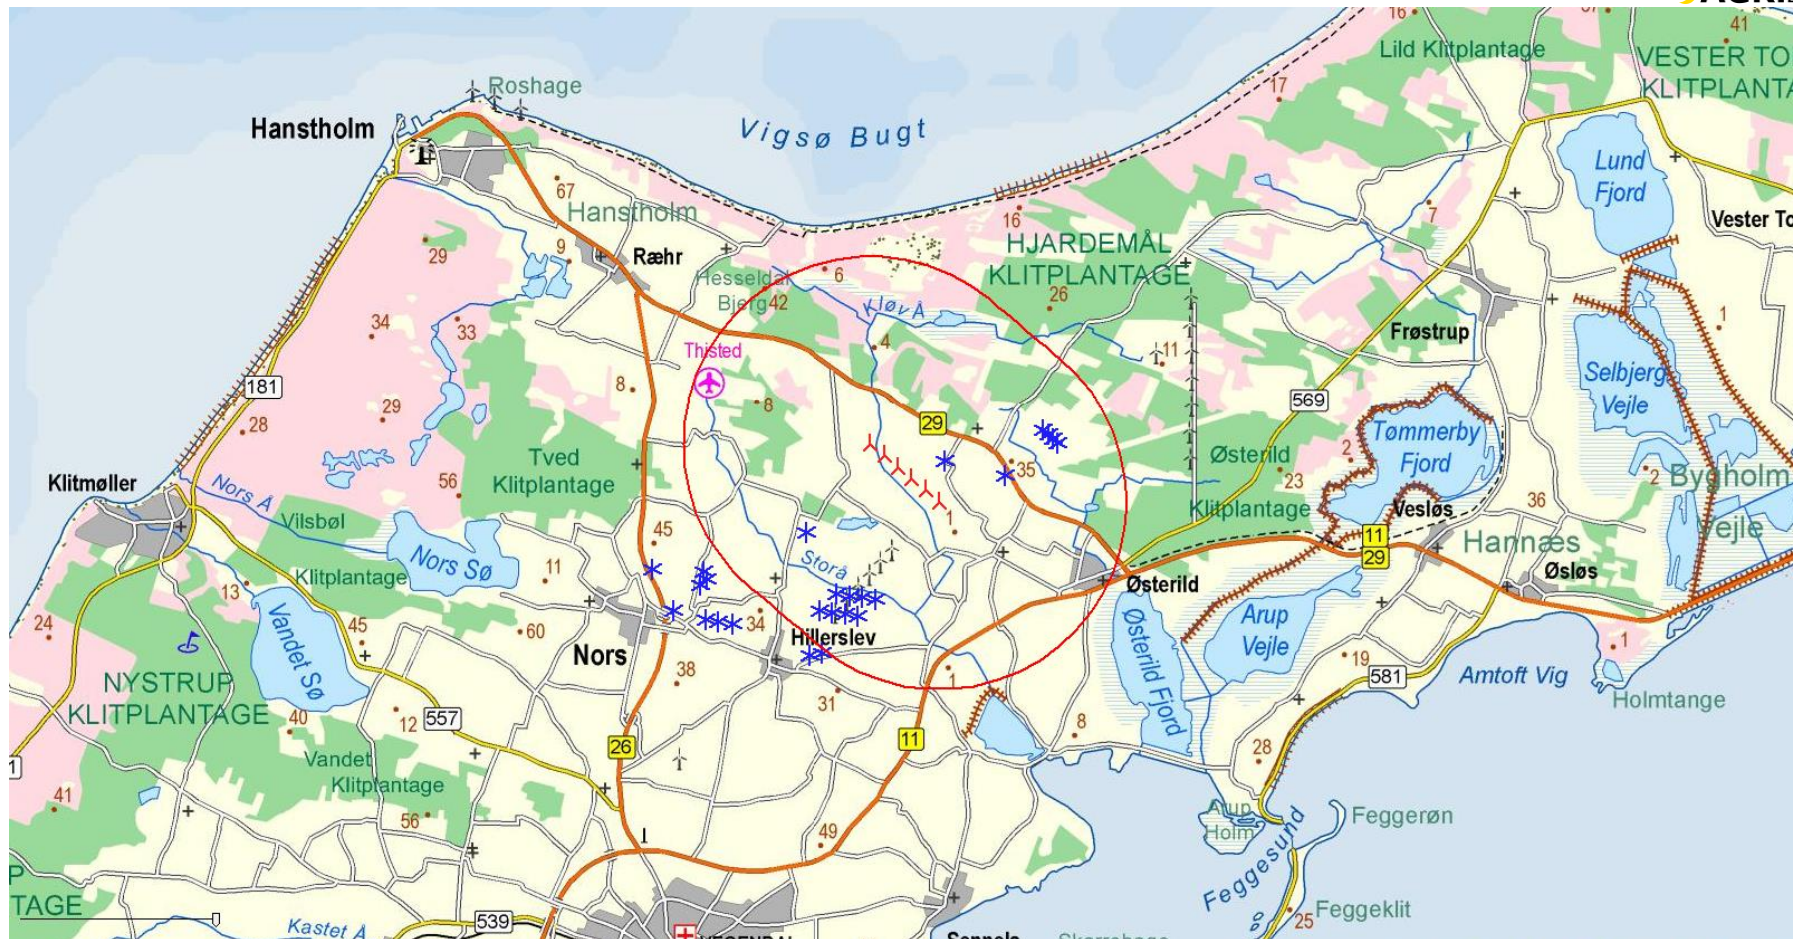 16
41
Lild Klitplantage
VESTER TO
KLITPLANTA
17
Roshage
Hanstholm
Vigsø Bugt
Lund
Fjord
67
Hanstholm
16
7
Vester To
29
9
Ræhr
HJARDEMÅL
KLITPLANTAGE
Hesseldal
Bjerg
42
6
26
Kløv Å
34
33
4
11
Frøstrup
1
Thisted
181
8
8
569
Selbjerg
Vejle
28
29
29
Tømmerby
Fjord
2
Tved
Klitplantage
35
Østerild
Klitplantage
23
2
Bygholm
Vejle
Klitmøller
Nors Å
56
Vilsbøl
Klitplantage
1
36
Vesløs
45
11
29
Hannæs
Nors Sø
11
Storå
Østerild
Øsløs
13
Vandet Sø
24
45
60
34
Hillerslev
Nors
Østerild Fjord
Arup
Vejle
1
38
1
19
581
Amtoft Vig
Holmtange
NYSTRUP
KLITPLANTAGE
40
12
557
31
8
26
11
28
1
Vandet
Klitplantage
41
56
49
Arup
Holm
Feggerøn
Feggesund
P
TAGE
Kastet Å
539
25
Feggeklit